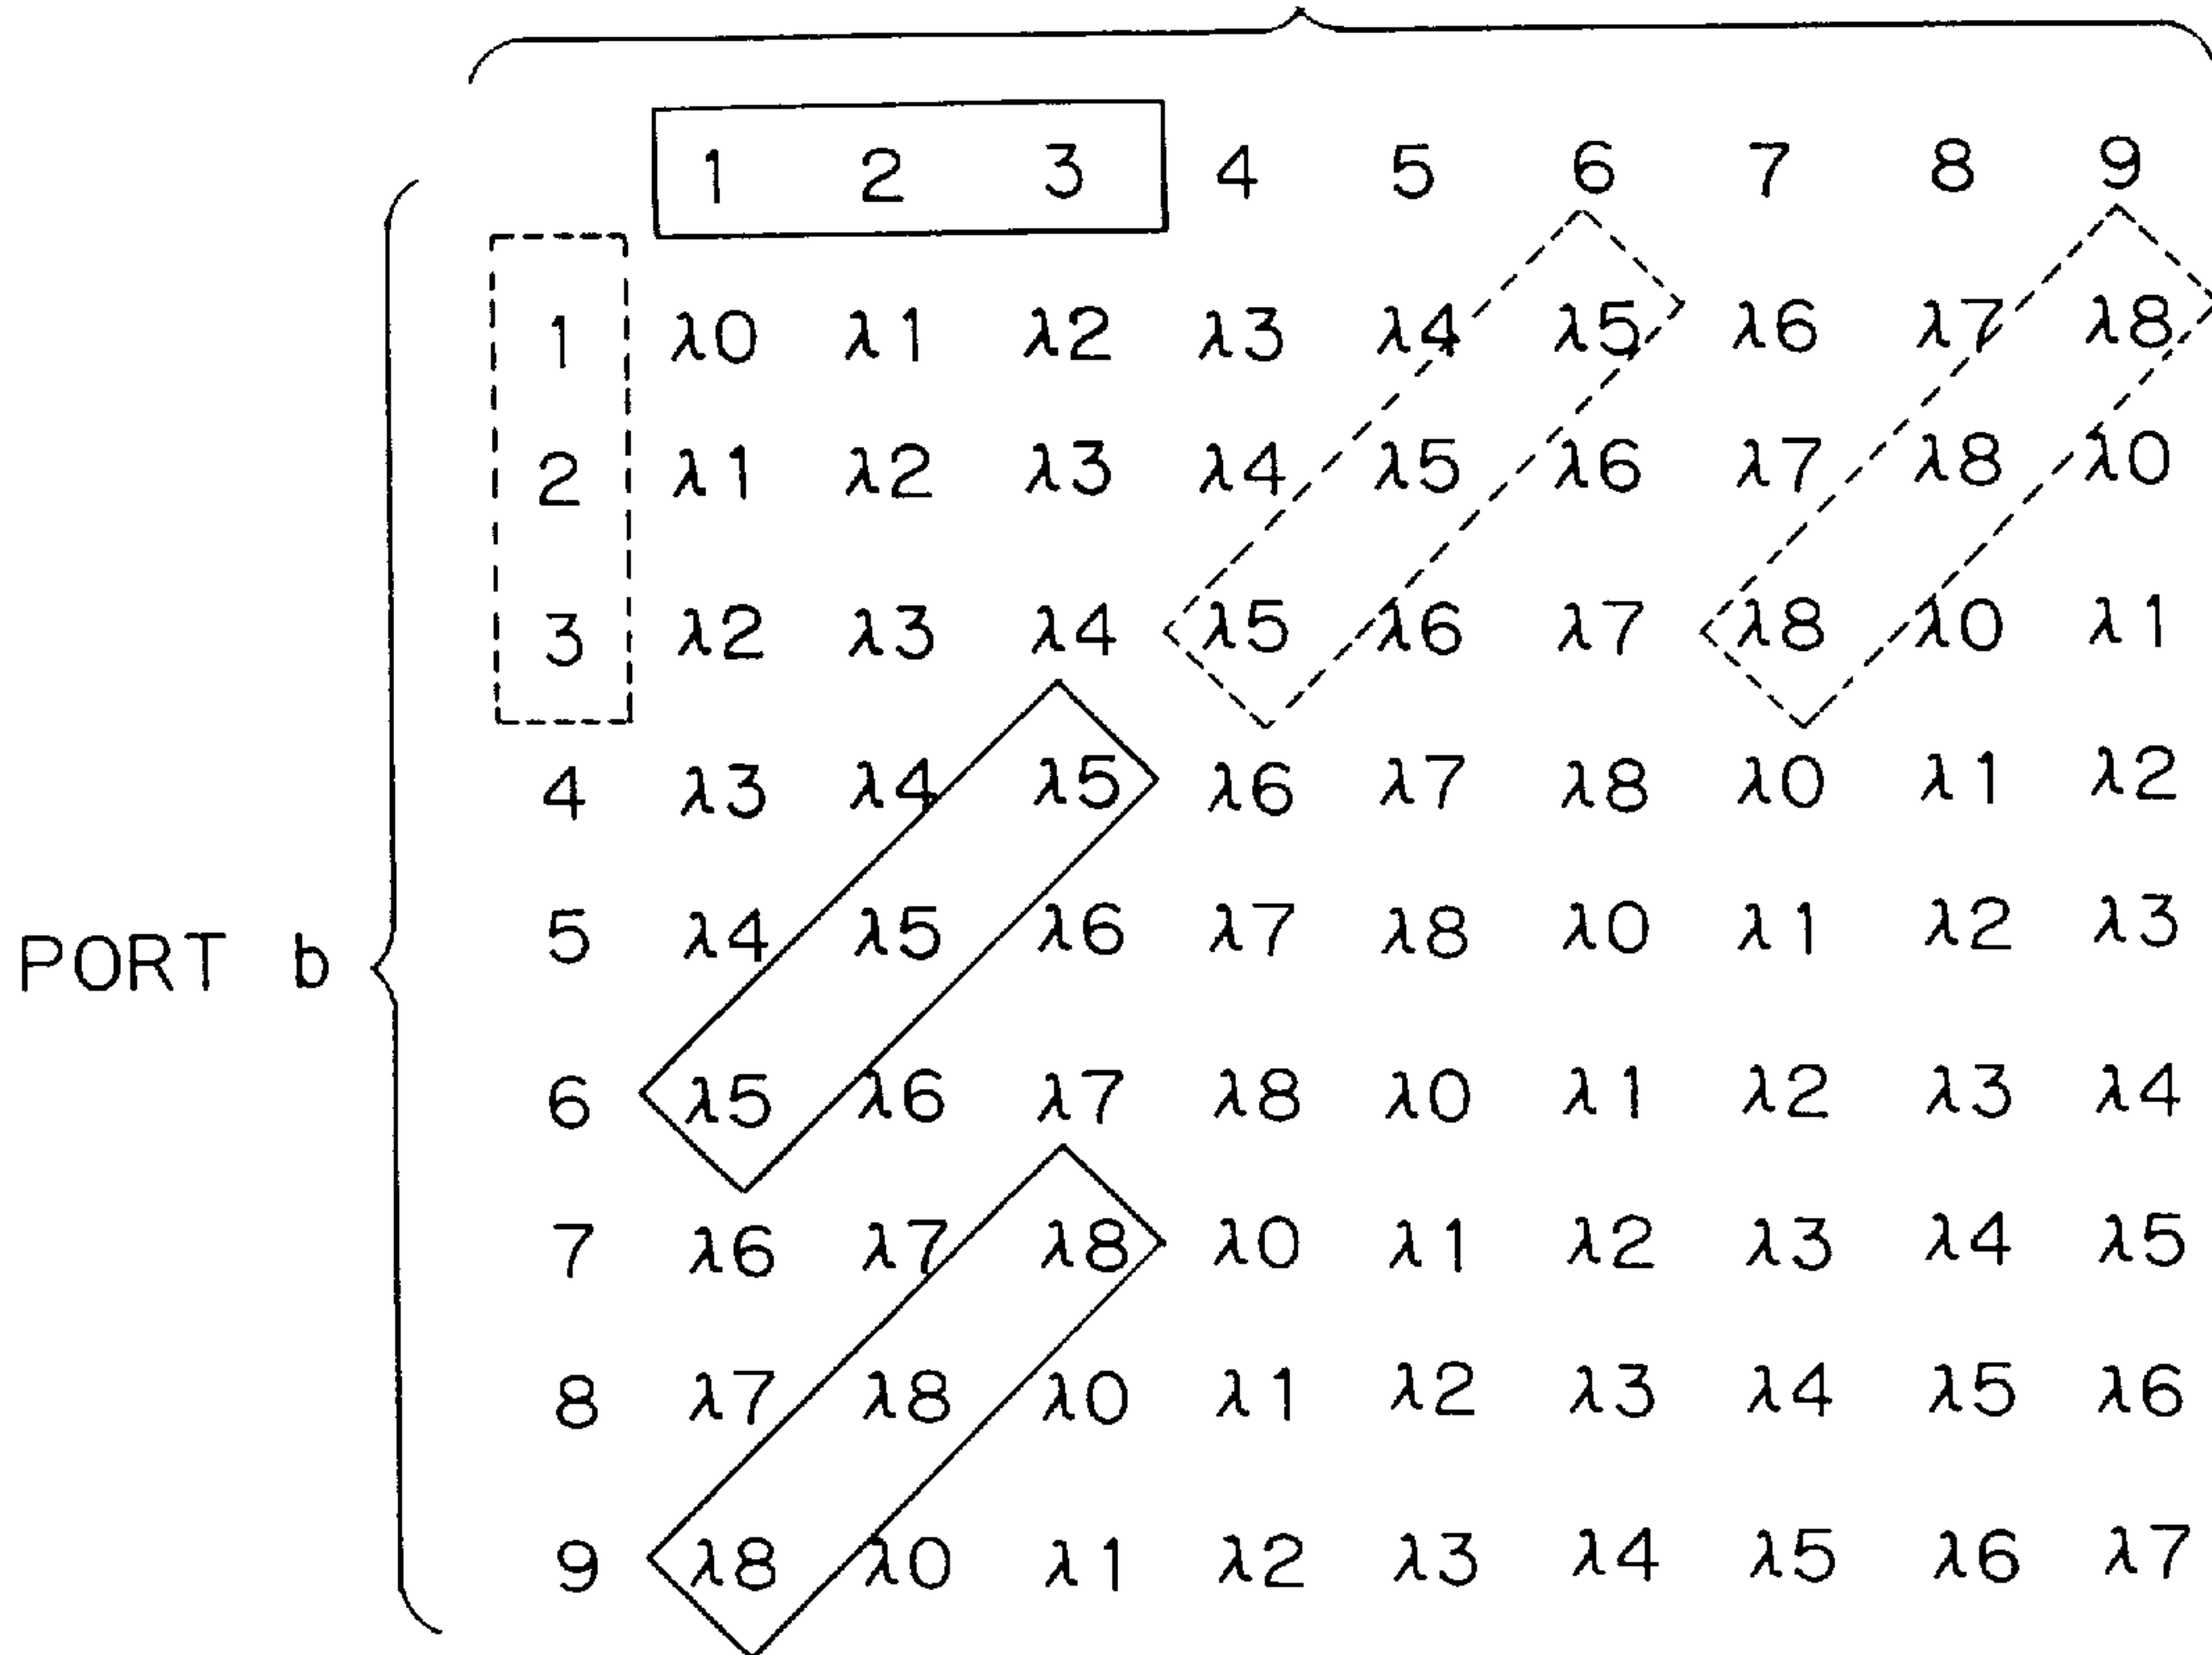 1 2 3 4 5 6 7 8 9
1 λ0 λ1 λ2 λ3 λ4 λ5 λ6 λ7 λ8
2 λ1 λ2 λ3 λ4 λ5 λ6 λ7 λ8 λ0
3 λ2 λ3 λ4 λ5 λ6 λ7 λ8 λ0 λ1
4 λ3 λ4 λ5 λ6 λ7 λ8 λ0 λ1 λ2
PORT b
5 λ4 λ5 λ6 λ7 λ8 λ0 λ1 λ2 λ3
6 λ5 λ6 λ7 λ8 λ0 λ1 λ2 λ3 λ4
7 λ6 λ7 λ8 λ0 λ1 λ2 λ3 λ4 λ5
8 λ7 λ8 λ0 λ1 λ2 λ3 λ4 λ5 λ6
9 λ8 λ0 λ1 λ2 λ3 λ4 λ5 λ6 λ7